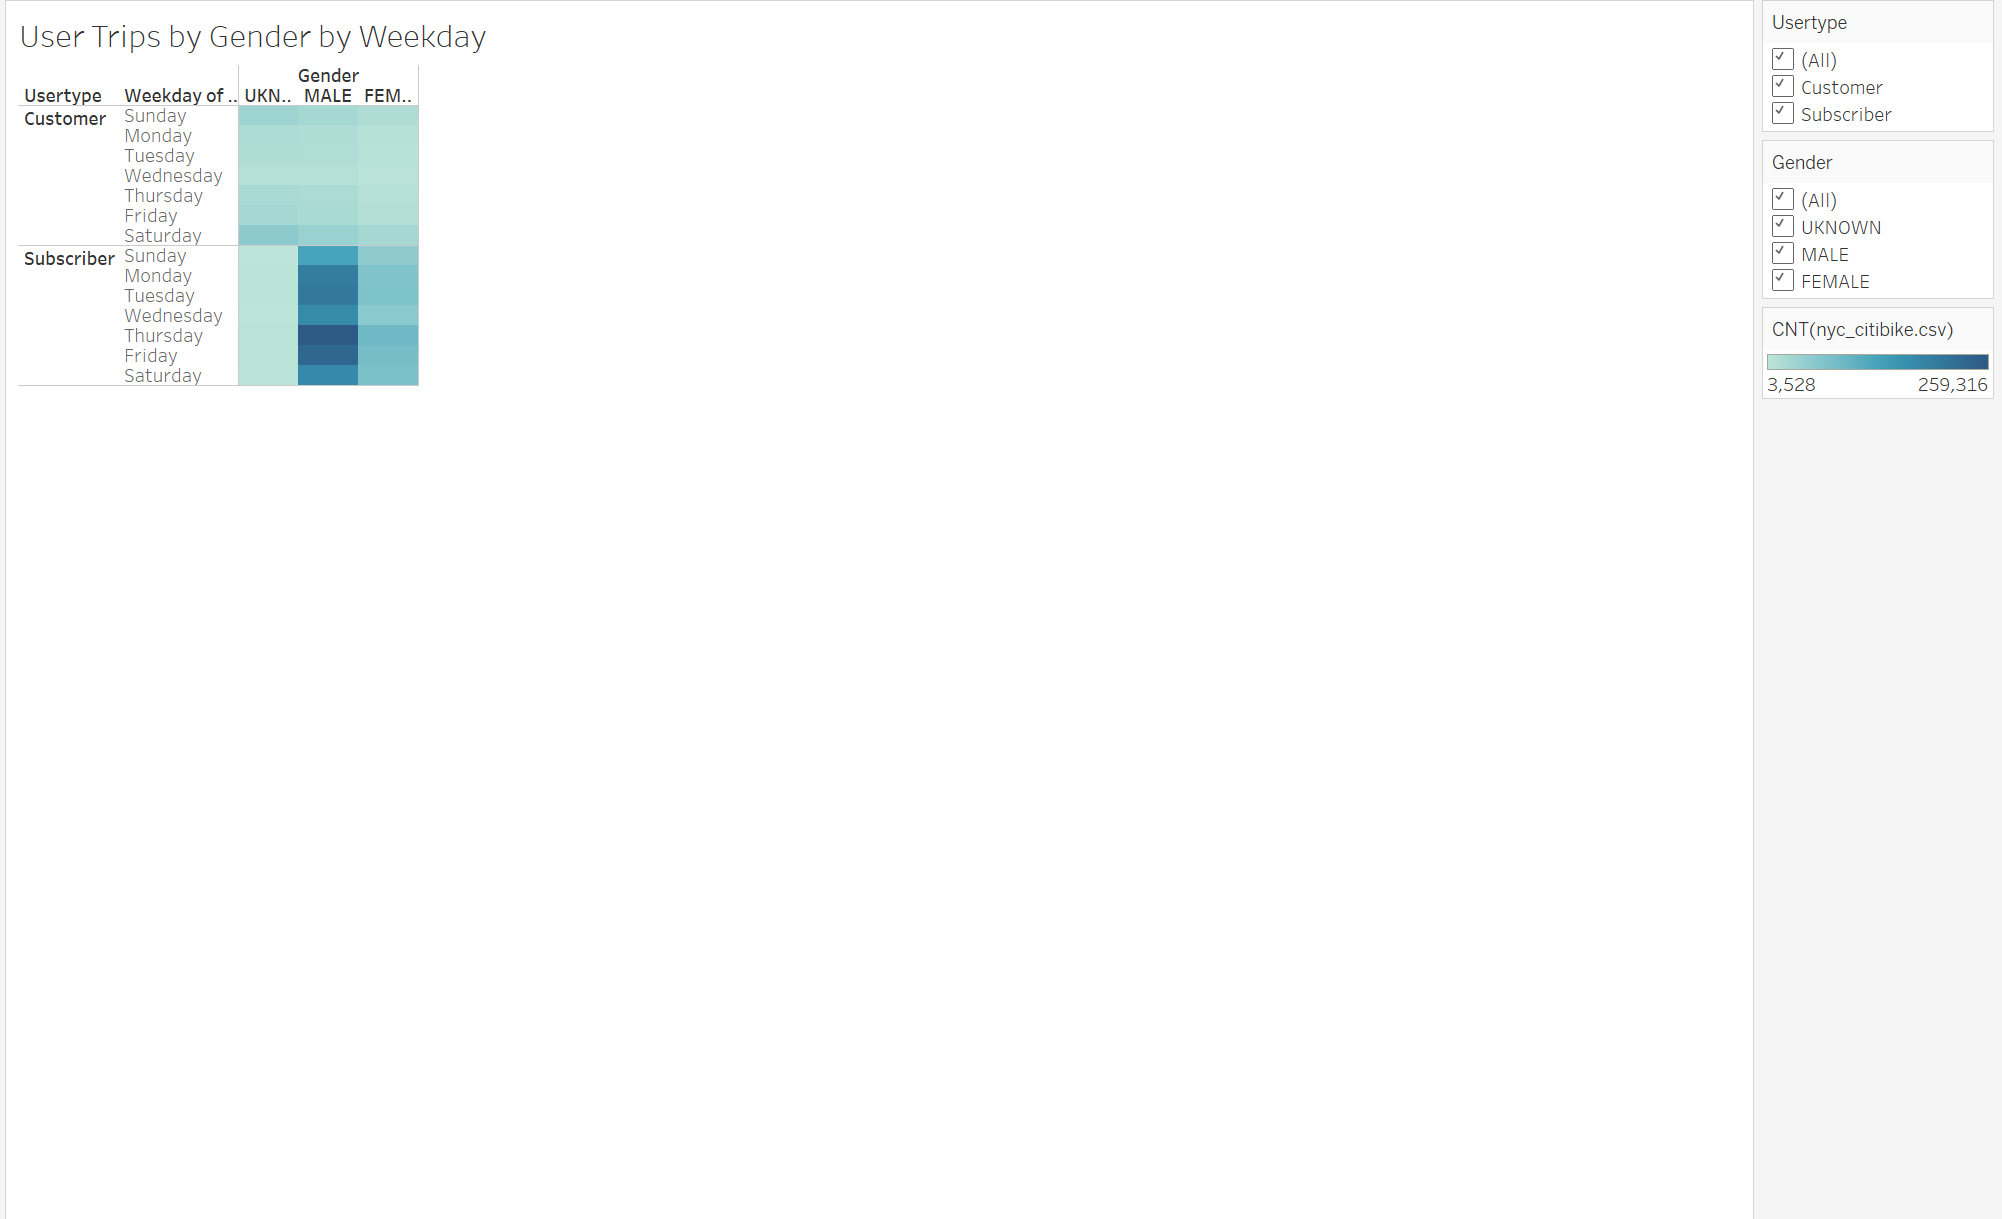 User Trips by Gender by Weekday
Gender
Usertype Weekday of .. UKN.. MALE FEM..
Customer Sunday
Monday
Tuesday
Wednesday
Thursday
Friday
Saturday
Subscriber Sunday
Monday
Tuesday
Wednesday
Thursday
Friday
Saturday
Usertype
(All)
Customer
Subscriber
Gender
(All)
UKNOWN
MALE
FEMALE
CNT(nyc_citibike.csv)
3,528 259,316